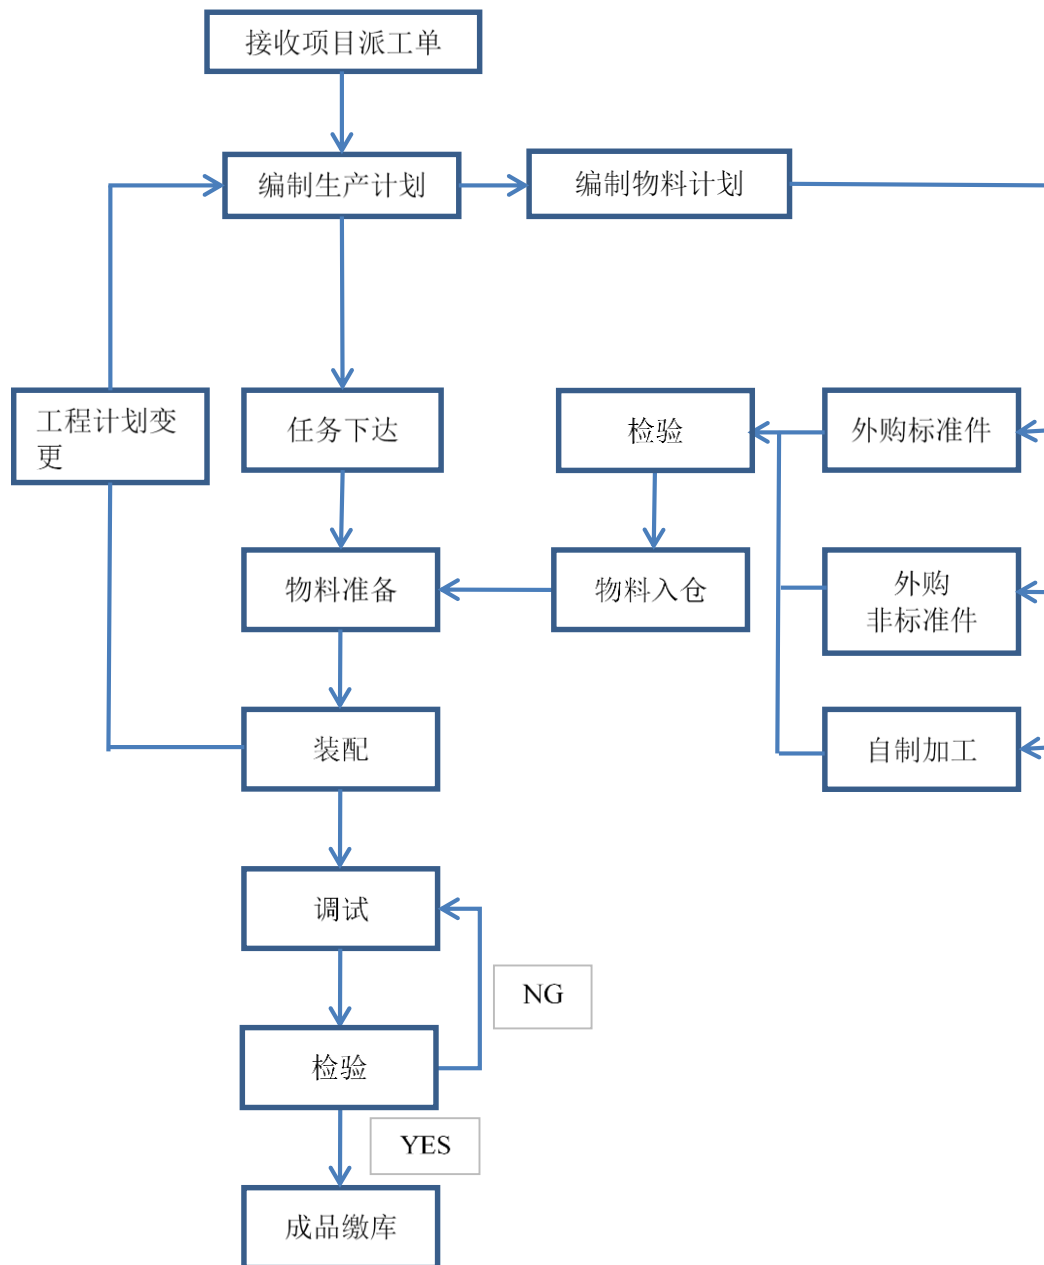 接收项目派工单
编制生产计划
编制物料计划
工程计划变
更
任务下达
检验
外购标准件
物料准备
物料入仓
外购
非标准件
装配
自制加工
调试
NG
检验
YES
成品缴库